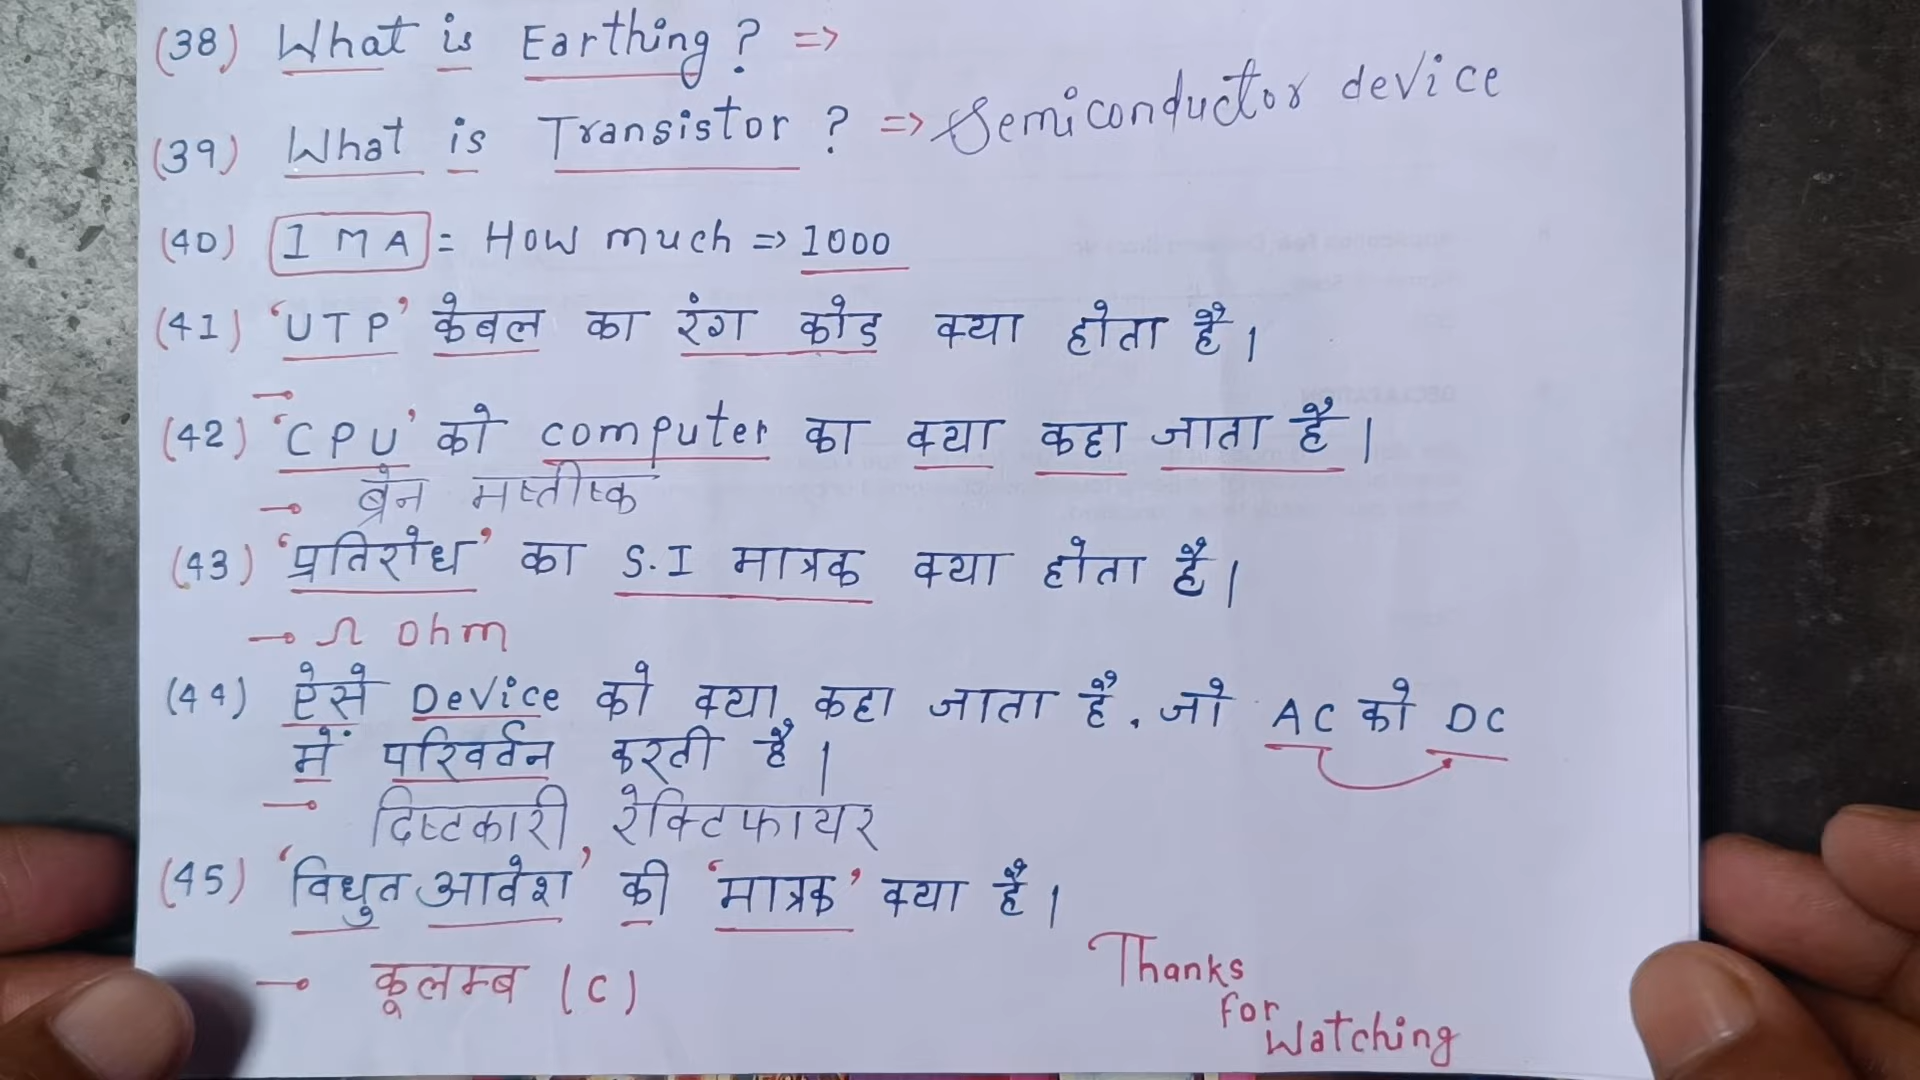 (38) What is Earthing ? =>
(39) What is Transistor ? => Semiconductor device
(40) 1 M A = How much => 1000
(41) 'UTP' केबल का रंग कोड क्या होता है।
→
(42) 'CPU' को computer का क्या कहा जाता है।
→ ब्रेन मष्तीष्क
(43) 'प्रतिरोध' का S.I मात्रक क्या होता है।
→ Ω Ohm
(44) ऐसे Device को क्या कहा जाता है, जो AC को DC
में परिवर्तन करती है।
→ दिष्टकारी, रेक्टिफायर
(45) 'विधुत आवेश' की 'मात्रक' क्या है।
→ कूलम्ब (C)
Thanks
for
Watching